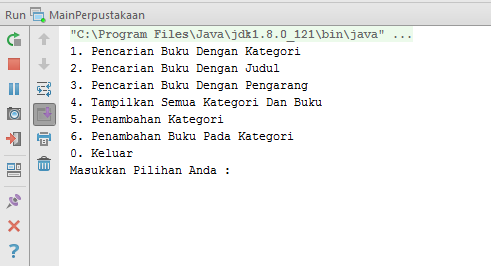 Run MainPerpustakaan
"C:\Program Files\Java\jdk1.8.0_121\bin\java" ...
1. Pencarian Buku Dengan Kategori
2. Pencarian Buku Dengan Judul
3. Pencarian Buku Dengan Pengarang
4. Tampilkan Semua Kategori Dan Buku
5. Penambahan Kategori
6. Penambahan Buku Pada Kategori
0. Keluar
Masukkan Pilihan Anda :